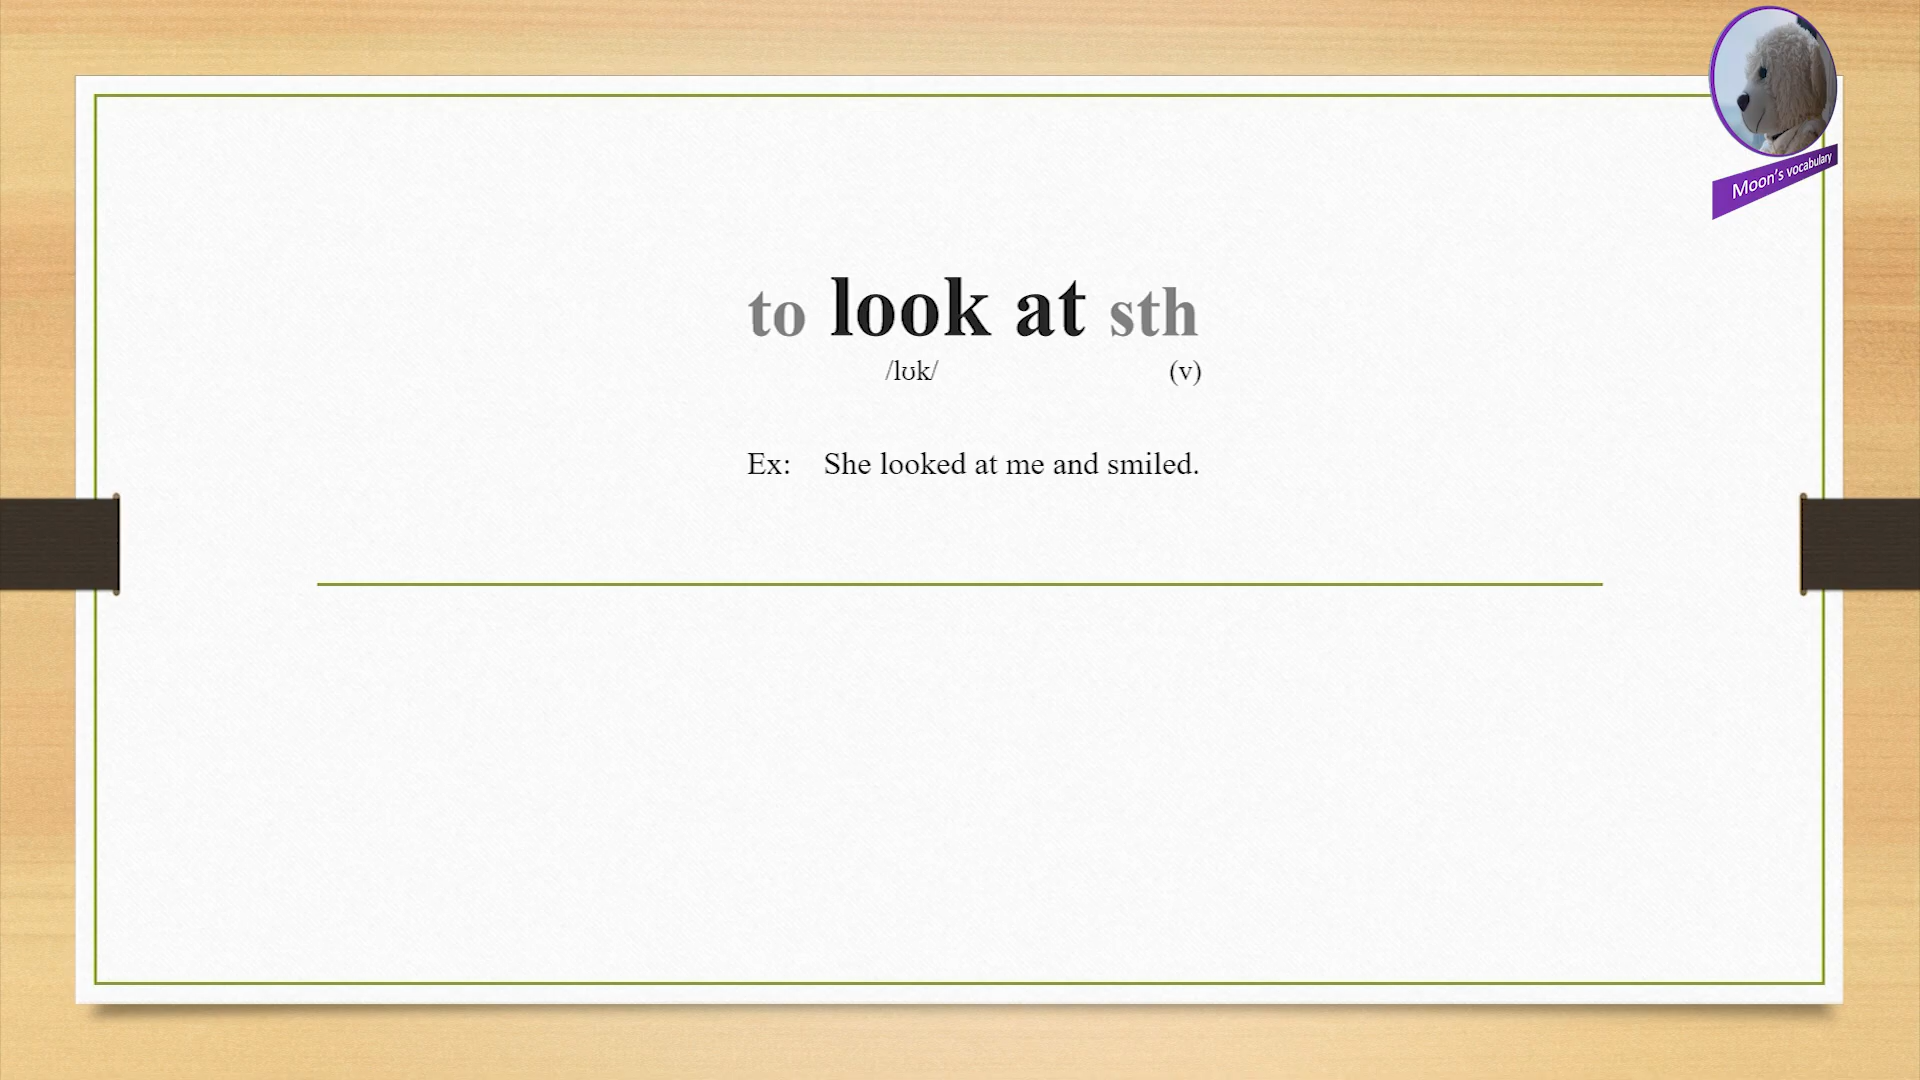 Moon's vocabulary
to look at sth
/lʊk/ (v)
Ex: She looked at me and smiled.